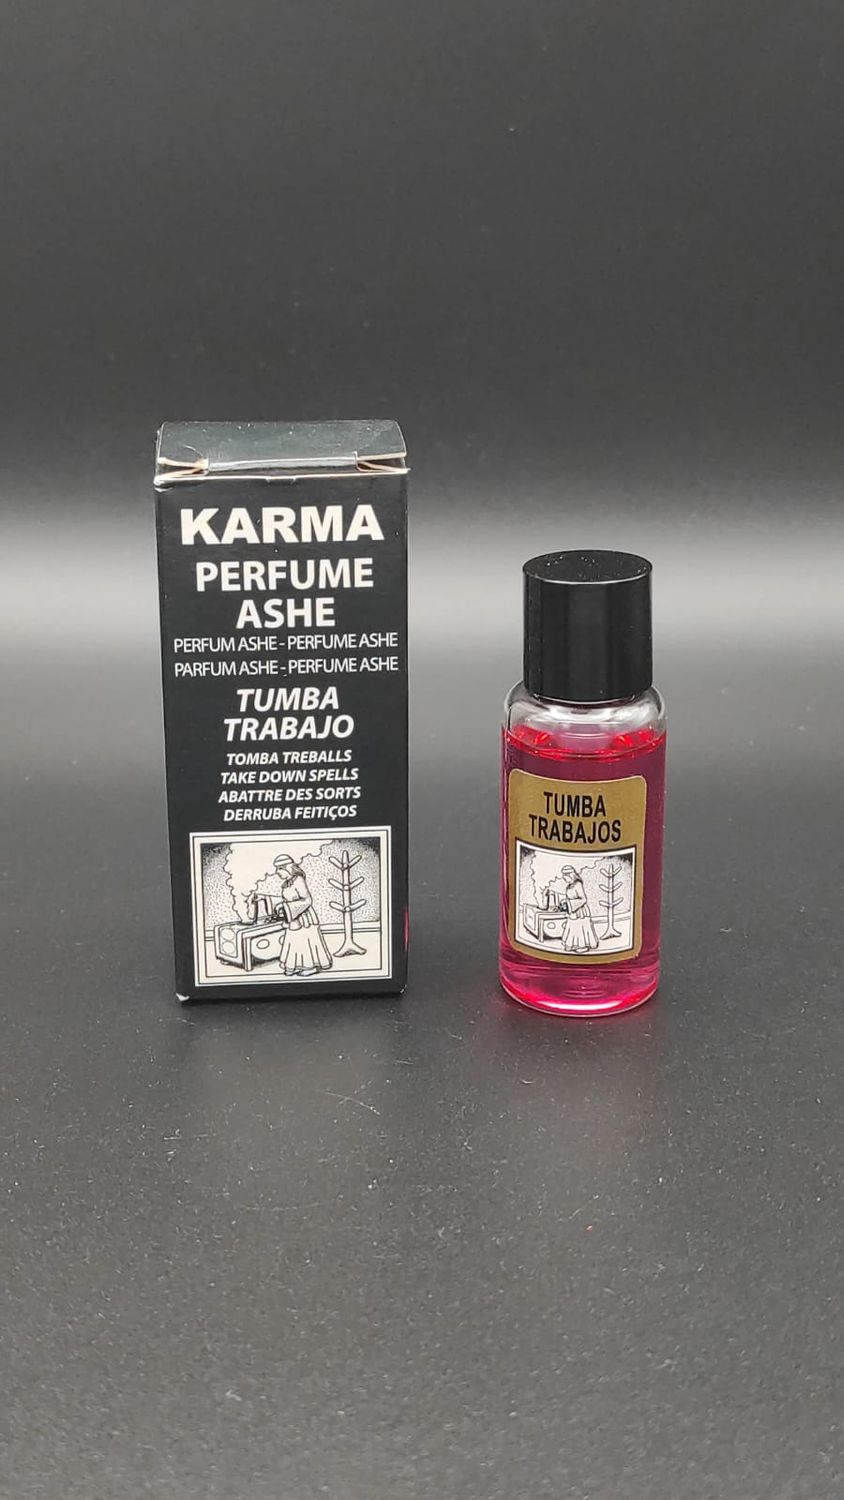 KARMA
PERFUME
ASHE
PERFUM ASHE - PERFUME ASHE
PARFUM ASHE - PERFUME ASHE
TUMBA
TRABAJO
TOMBA TREBALLS
TAKE DOWN SPELLS
ABATTRE DES SORTS
DERRUBA FEITIÇOS
TUMBA
TRABAJOS